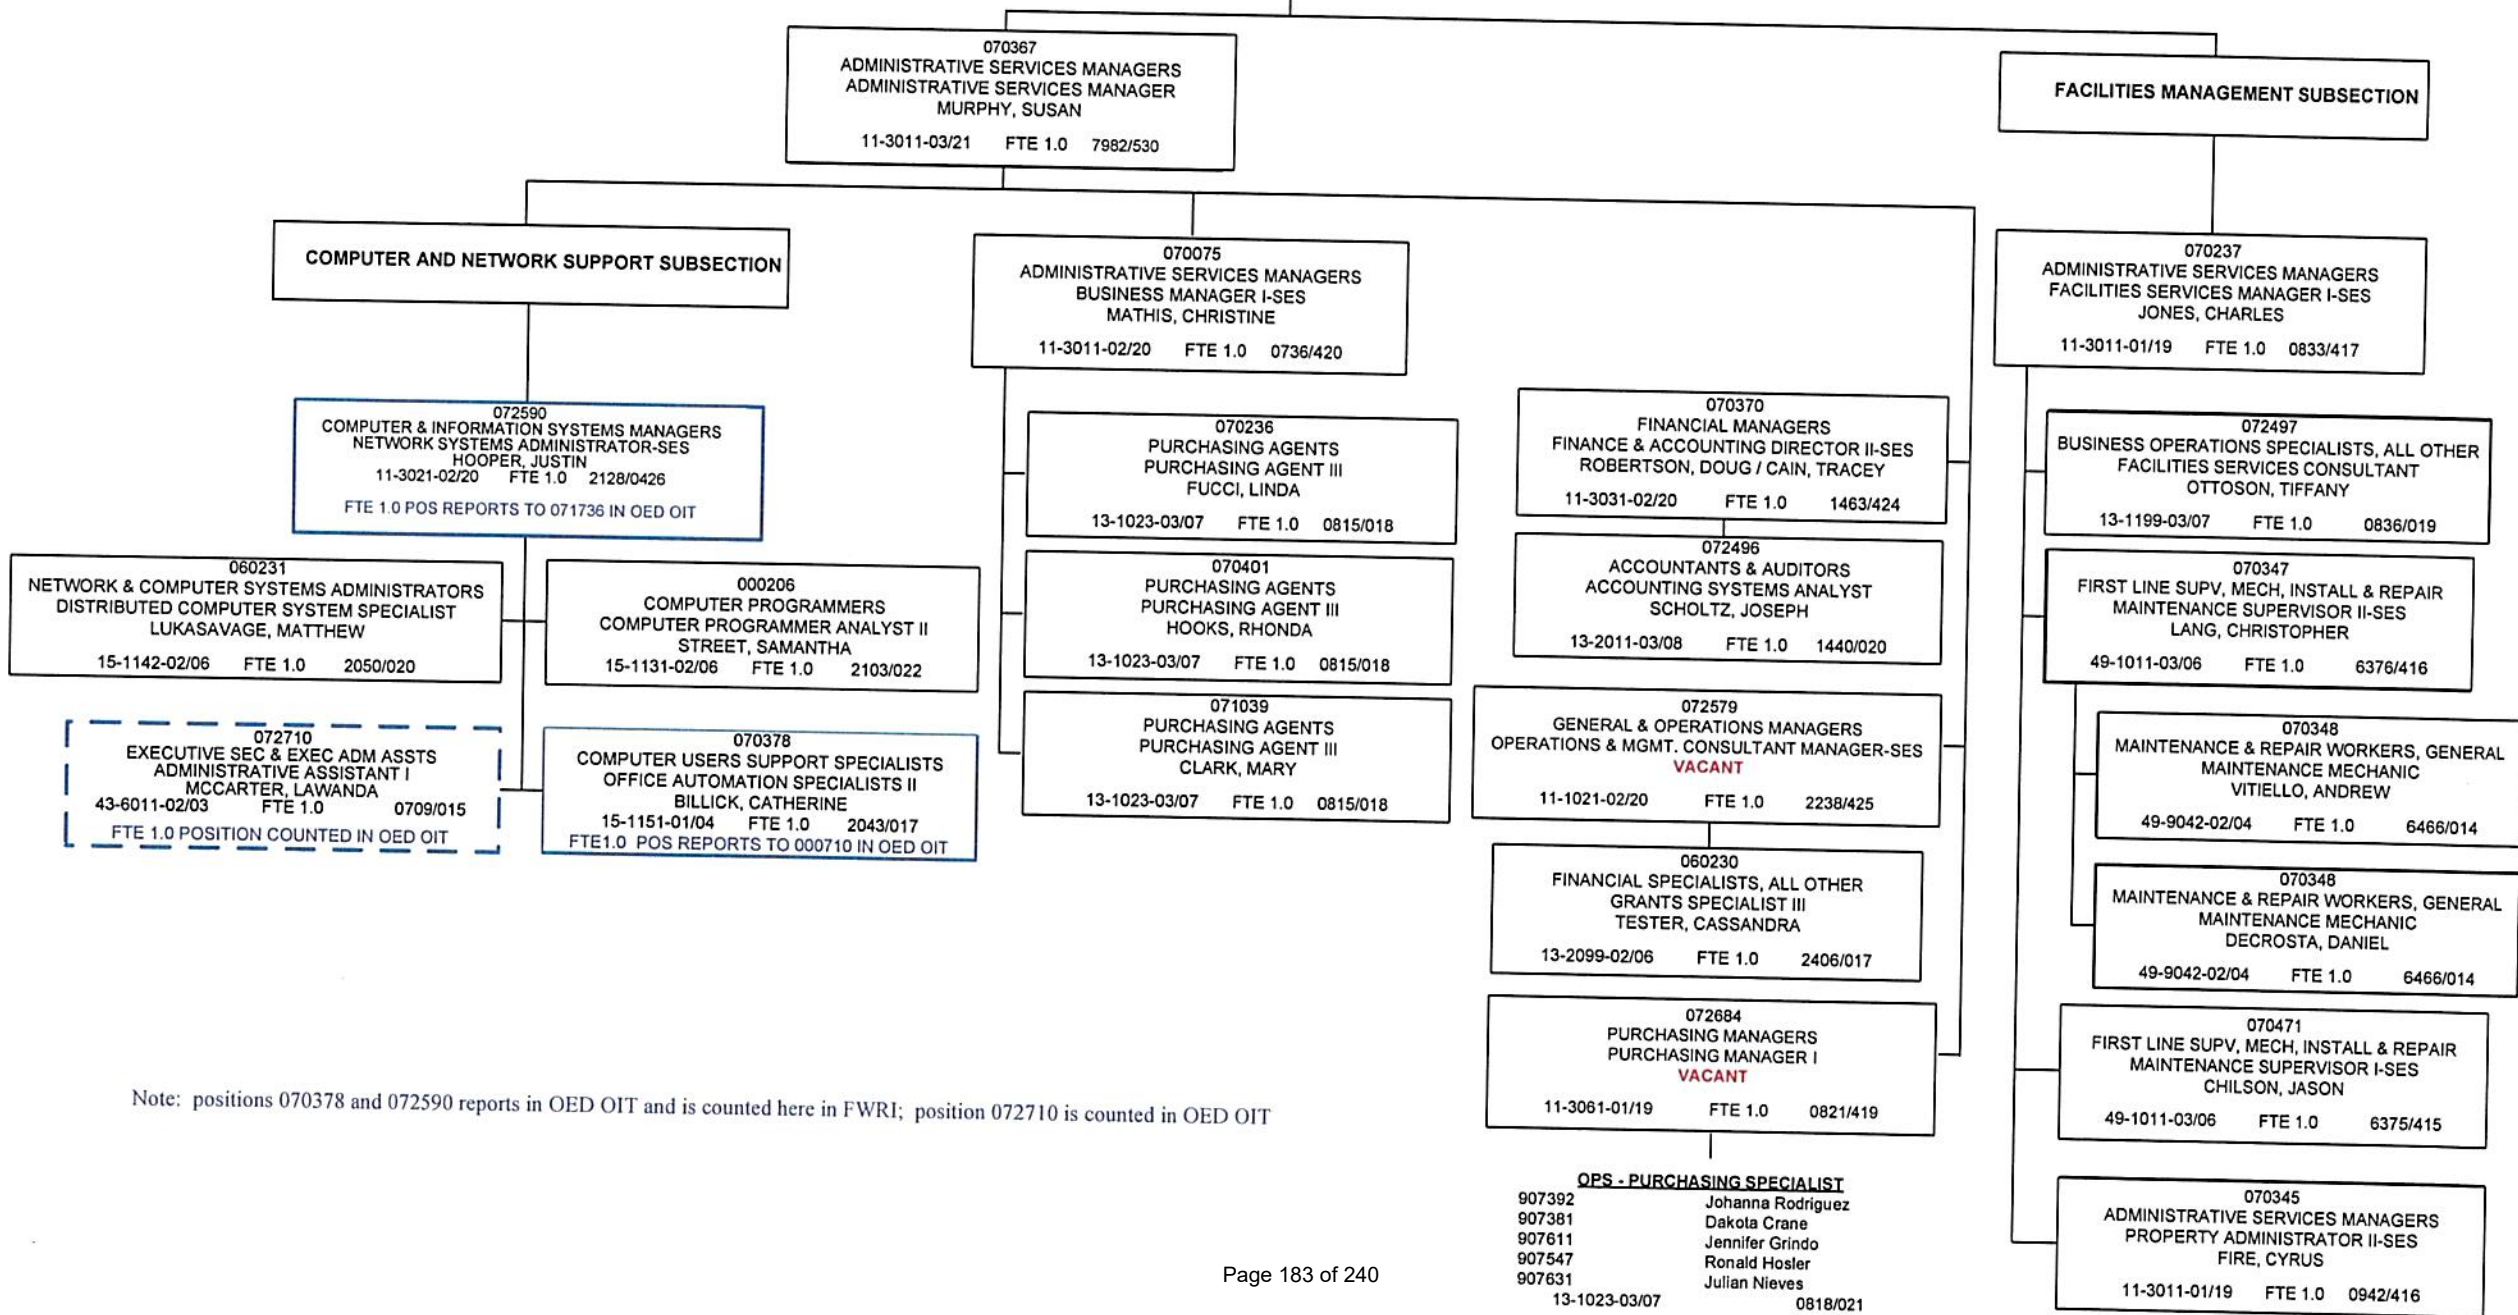 070367
ADMINISTRATIVE SERVICES MANAGERS
ADMINISTRATIVE SERVICES MANAGER
MURPHY, SUSAN
11-3011-03/21 FTE 1.0 7982/530
FACILITIES MANAGEMENT SUBSECTION
COMPUTER AND NETWORK SUPPORT SUBSECTION
072590
COMPUTER & INFORMATION SYSTEMS MANAGERS
NETWORK SYSTEMS ADMINISTRATOR-SES
HOOPER, JUSTIN
11-3021-02/20 FTE 1.0 2128/0426
FTE 1.0 POS REPORTS TO 071736 IN OED OIT
060231
NETWORK & COMPUTER SYSTEMS ADMINISTRATORS
DISTRIBUTED COMPUTER SYSTEM SPECIALIST
LUKASAVAGE, MATTHEW
15-1142-02/06 FTE 1.0 2050/020
000206
COMPUTER PROGRAMMERS
COMPUTER PROGRAMMER ANALYST II
STREET, SAMANTHA
15-1131-02/06 FTE 1.0 2103/022
072710
EXECUTIVE SEC & EXEC ADM ASSTS
ADMINISTRATIVE ASSISTANT I
MCCARTER, LAWANDA
43-6011-02/03 FTE 1.0 0709/015
FTE 1.0 POSITION COUNTED IN OED OIT
070378
COMPUTER USERS SUPPORT SPECIALISTS
OFFICE AUTOMATION SPECIALISTS II
BILLICK, CATHERINE
15-1151-01/04 FTE 1.0 2043/017
FTE1.0 POS REPORTS TO 000710 IN OED OIT
070075
ADMINISTRATIVE SERVICES MANAGERS
BUSINESS MANAGER I-SES
MATHIS, CHRISTINE
11-3011-02/20 FTE 1.0 0736/420
070236
PURCHASING AGENTS
PURCHASING AGENT III
FUCCI, LINDA
13-1023-03/07 FTE 1.0 0815/018
070401
PURCHASING AGENTS
PURCHASING AGENT III
HOOKS, RHONDA
13-1023-03/07 FTE 1.0 0815/018
071039
PURCHASING AGENTS
PURCHASING AGENT III
CLARK, MARY
13-1023-03/07 FTE 1.0 0815/018
070370
FINANCIAL MANAGERS
FINANCE & ACCOUNTING DIRECTOR II-SES
ROBERTSON, DOUG / CAIN, TRACEY
11-3031-02/20 FTE 1.0 1463/424
072496
ACCOUNTANTS & AUDITORS
ACCOUNTING SYSTEMS ANALYST
SCHOLTZ, JOSEPH
13-2011-03/08 FTE 1.0 1440/020
072579
GENERAL & OPERATIONS MANAGERS
OPERATIONS & MGMT. CONSULTANT MANAGER-SES
VACANT
11-1021-02/20 FTE 1.0 2238/425
060230
FINANCIAL SPECIALISTS, ALL OTHER
GRANTS SPECIALIST III
TESTER, CASSANDRA
13-2099-02/06 FTE 1.0 2406/017
072684
PURCHASING MANAGERS
PURCHASING MANAGER I
VACANT
11-3061-01/19 FTE 1.0 0821/419
OPS - PURCHASING SPECIALIST
907392 Johanna Rodriguez
907381 Dakota Crane
907611 Jennifer Grindo
907547 Ronald Hosler
907631 Julian Nieves
13-1023-03/07 0818/021
070237
ADMINISTRATIVE SERVICES MANAGERS
FACILITIES SERVICES MANAGER I-SES
JONES, CHARLES
11-3011-01/19 FTE 1.0 0833/417
072497
BUSINESS OPERATIONS SPECIALISTS, ALL OTHER
FACILITIES SERVICES CONSULTANT
OTTOSON, TIFFANY
13-1199-03/07 FTE 1.0 0836/019
070347
FIRST LINE SUPV, MECH, INSTALL & REPAIR
MAINTENANCE SUPERVISOR II-SES
LANG, CHRISTOPHER
49-1011-03/06 FTE 1.0 6376/416
070348
MAINTENANCE & REPAIR WORKERS, GENERAL
MAINTENANCE MECHANIC
VITIELLO, ANDREW
49-9042-02/04 FTE 1.0 6466/014
070348
MAINTENANCE & REPAIR WORKERS, GENERAL
MAINTENANCE MECHANIC
DECROSTA, DANIEL
49-9042-02/04 FTE 1.0 6466/014
070471
FIRST LINE SUPV, MECH, INSTALL & REPAIR
MAINTENANCE SUPERVISOR I-SES
CHILSON, JASON
49-1011-03/06 FTE 1.0 6375/415
070345
ADMINISTRATIVE SERVICES MANAGERS
PROPERTY ADMINISTRATOR II-SES
FIRE, CYRUS
11-3011-01/19 FTE 1.0 0942/416
Note: positions 070378 and 072590 reports in OED OIT and is counted here in FWRI; position 072710 is counted in OED OIT
Page 183 of 240